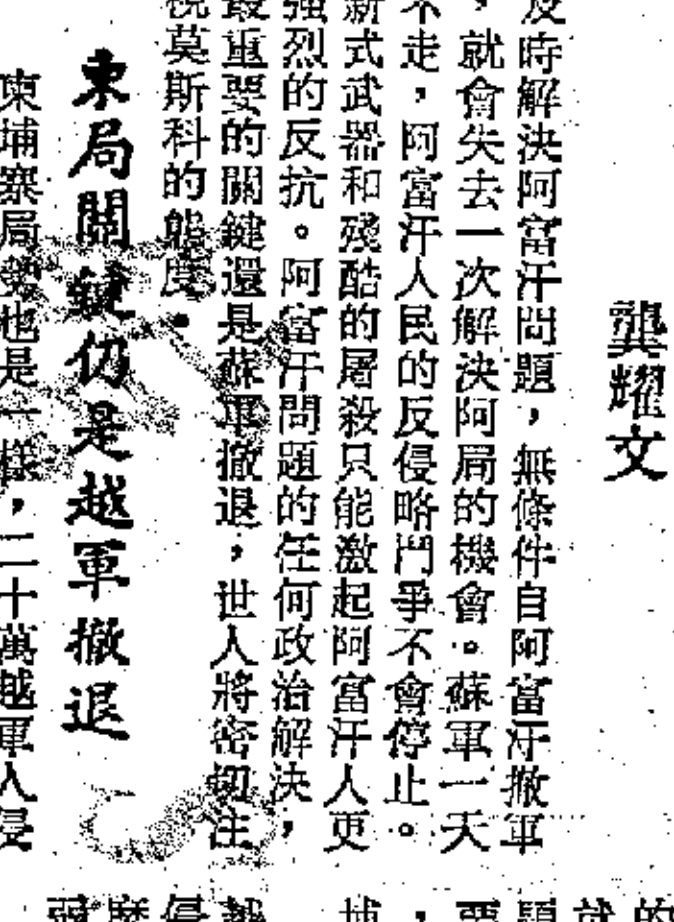 龔耀文
及時解決阿富汗問題，無條件自阿富汗撤軍
，就會失去一次解決阿局的機會。蘇軍一天
不走，阿富汗人民的反侵略鬥爭不會停止。
新式武器和殘酷的屠殺只能激起阿富汗人更
強烈的反抗。阿富汗問題的任何政治解決，
最重要的關鍵還是蘇軍撤退，世人將密切注
視莫斯科的態度。
柬局關鍵仍是越軍撤退
柬埔寨局勢也是一樣，二十萬越軍入侵